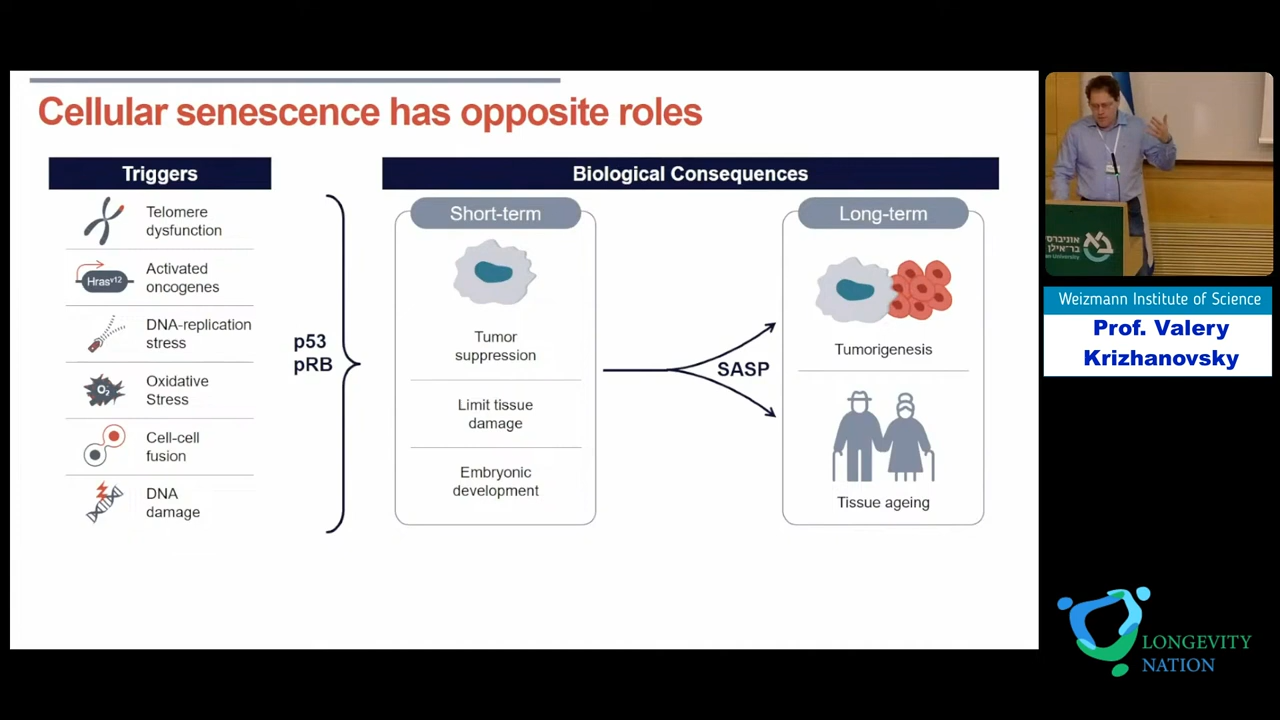 Cellular senescence has opposite roles
Triggers
Telomere
dysfunction
Hrasᵛ¹²
Activated
oncogenes
DNA-replication
stress
O₂
Oxidative
Stress
Cell-cell
fusion
DNA
damage
p53
pRB
Biological Consequences
Short-term
Tumor
suppression
Limit tissue
damage
Embryonic
development
SASP
Long-term
Tumorigenesis
Tissue ageing
Weizmann Institute of Science
Prof. Valery
Krizhanovsky
LONGEVITY
NATION